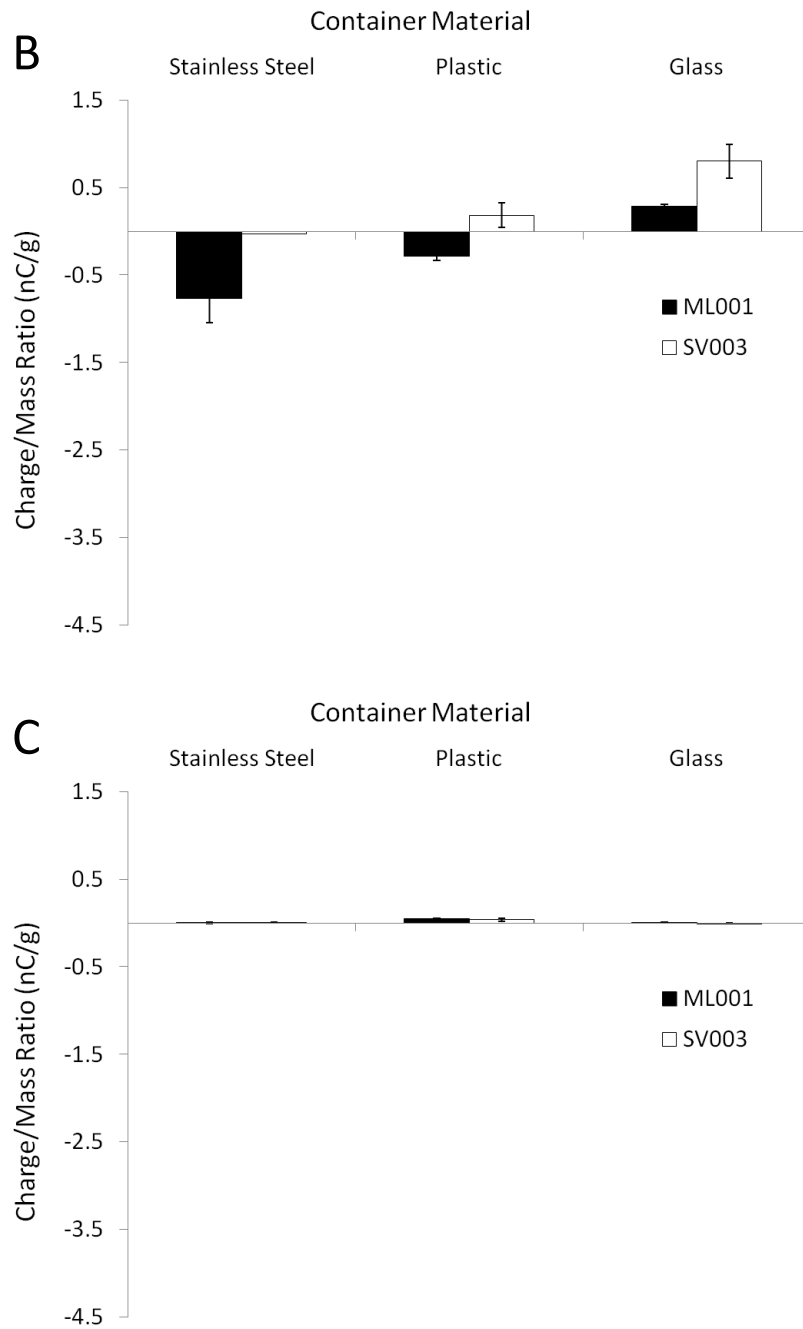 B
Container Material
Stainless Steel Plastic Glass
1.5
0.5
-0.5
-1.5
-2.5
-3.5
-4.5
Charge/Mass Ratio (nC/g)
ML001
SV003
C
Container Material
Stainless Steel Plastic Glass
1.5
0.5
-0.5
-1.5
-2.5
-3.5
-4.5
Charge/Mass Ratio (nC/g)
ML001
SV003